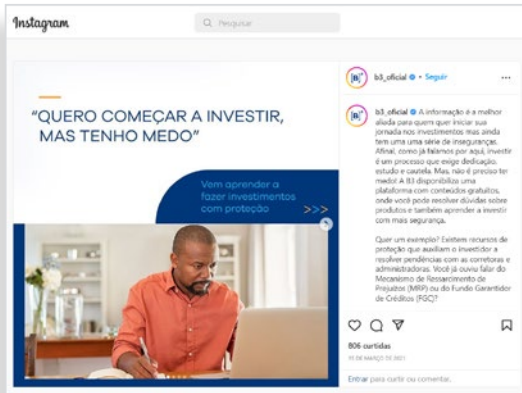 Instagram
Pesquisar
"QUERO COMEÇAR A INVESTIR,
MAS TENHO MEDO"
Vem aprender a
fazer investimentos
com proteção >>>
b3_oficial • Seguir
b3_oficial A informação é a melhor
aliada para quem quer iniciar sua
jornada nos investimentos mas ainda
tem uma uma série de inseguranças.
Afinal, como já falamos por aqui, investir
é um processo que exige dedicação,
estudo e cautela. Mas, não é preciso ter
medo! A B3 disponibiliza uma
plataforma com conteúdos gratuitos,
onde você pode resolver dúvidas sobre
produtos e também aprender a investir
com mais segurança.
Quer um exemplo? Existem recursos de
proteção que auxiliam o investidor a
resolver pendências com as corretoras e
administradoras. Você já ouviu falar do
Mecanismo de Ressarcimento de
Prejuízos (MRP) ou do Fundo Garantidor
de Créditos (FGC)?
806 curtidas
DE MARÇO DE 2021
Entrar para curtir ou comentar.